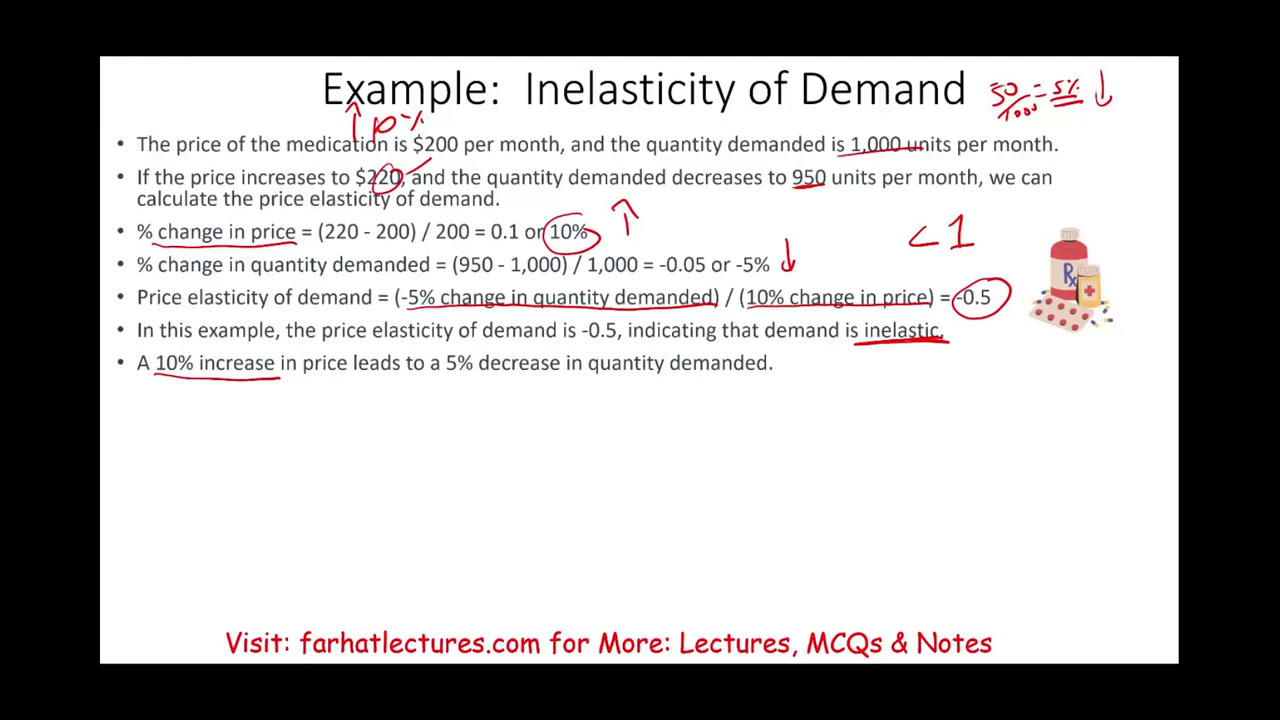 Example: Inelasticity of Demand
50/1000 = 5% ↓
↑ 10%
• The price of the medication is $200 per month, and the quantity demanded is 1,000 units per month.
• If the price increases to $220, and the quantity demanded decreases to 950 units per month, we can
calculate the price elasticity of demand.
• % change in price = (220 - 200) / 200 = 0.1 or 10% ↑
< 1
• % change in quantity demanded = (950 - 1,000) / 1,000 = -0.05 or -5% ↓
Rx
• Price elasticity of demand = (-5% change in quantity demanded) / (10% change in price) = -0.5
• In this example, the price elasticity of demand is -0.5, indicating that demand is inelastic.
• A 10% increase in price leads to a 5% decrease in quantity demanded.
Visit: farhatlectures.com for More: Lectures, MCQs & Notes